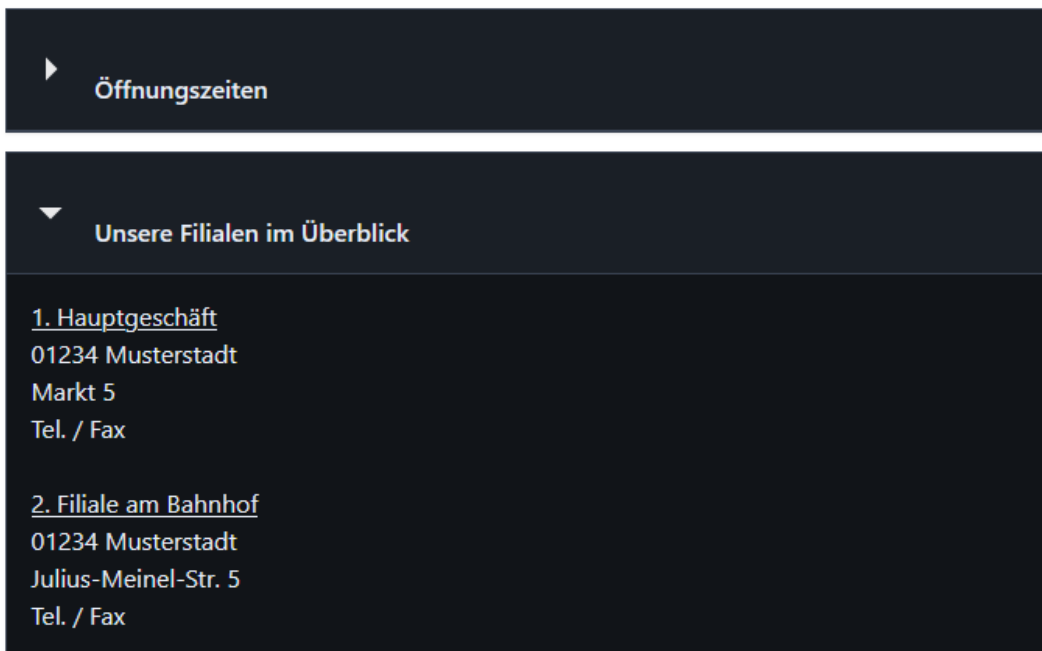 Öffnungszeiten
Unsere Filialen im Überblick
1. Hauptgeschäft
01234 Musterstadt
Markt 5
Tel. / Fax
2. Filiale am Bahnhof
01234 Musterstadt
Julius-Meinel-Str. 5
Tel. / Fax